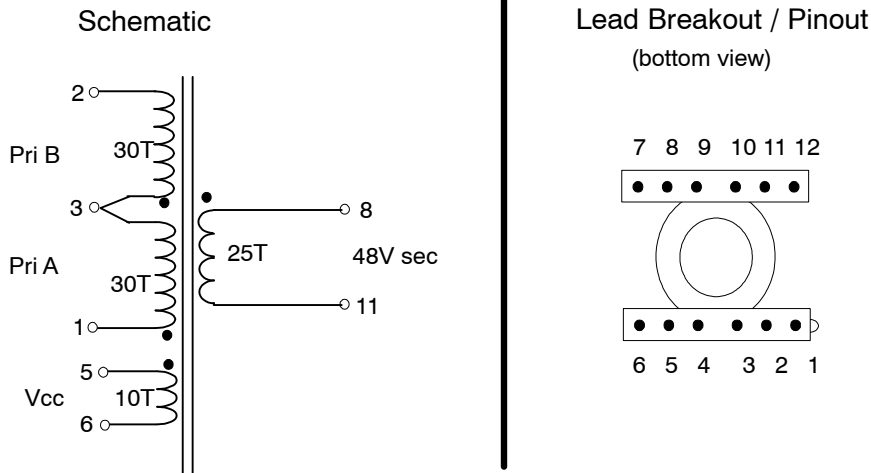 Schematic
2
Pri B
30T
3
Pri A
30T
1
5
Vcc
10T
6
25T
8
48V sec
11
Lead Breakout / Pinout
(bottom view)
7 8 9 10 11 12
6 5 4 3 2 1